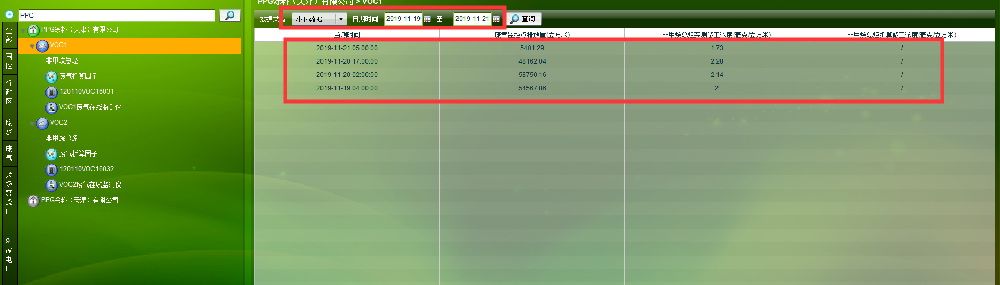 PPG涂料（天津）有限公司 > VOC1
PPG
数据类型 小时数据 日期时间 2019-11-19 至 2019-11-21 查询
全部
国控
行政区
废水
废气
垃圾焚烧厂
9家电厂
PPG涂料（天津）有限公司
VOC1
非甲烷总烃
废气折算因子
120110VOC16031
VOC1废气在线监测仪
VOC2
非甲烷总烃
废气折算因子
120110VOC16032
VOC2废气在线监测仪
PPG涂料（天津）有限公司
监测时间 废气监控点排放量(立方米) 非甲烷总烃实测修正浓度(毫克/立方米) 非甲烷总烃折算修正浓度(毫克/立方米)
2019-11-21 05:00:00 5401.29 1.73 /
2019-11-20 17:00:00 48162.04 2.28 /
2019-11-20 02:00:00 58750.16 2.14 /
2019-11-19 04:00:00 54567.86 2 /